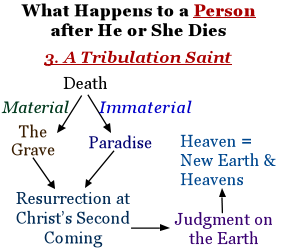 What Happens to a Person
after He or She Dies
3. A Tribulation Saint
Death
Material
Immaterial
The
Grave
Paradise
Heaven =
New Earth &
Heavens
Resurrection at
Christ's Second
Coming
Judgment on
the Earth